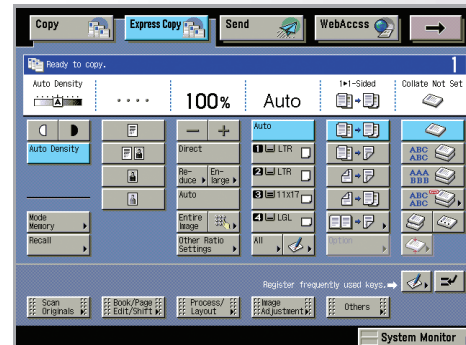 Copy Express Copy Send WebAccss
Ready to copy. 1
Auto Density 1▸1-Sided Collate Not Set
100% Auto
Auto Density
Direct
Re-duce ▸ En-large ▸
Auto
Entire Image
Other Ratio Settings
Auto
1 LTR
2 LTR
3 11x17
4 LGL
All
Option
ABC
ABC
AAA
BBB
ABC
ABC
Mode Memory
Recall
Register frequently used keys.
Scan Originals
Book/Page Edit/Shift
Process/ Layout
Image Adjustment
Others
System Monitor